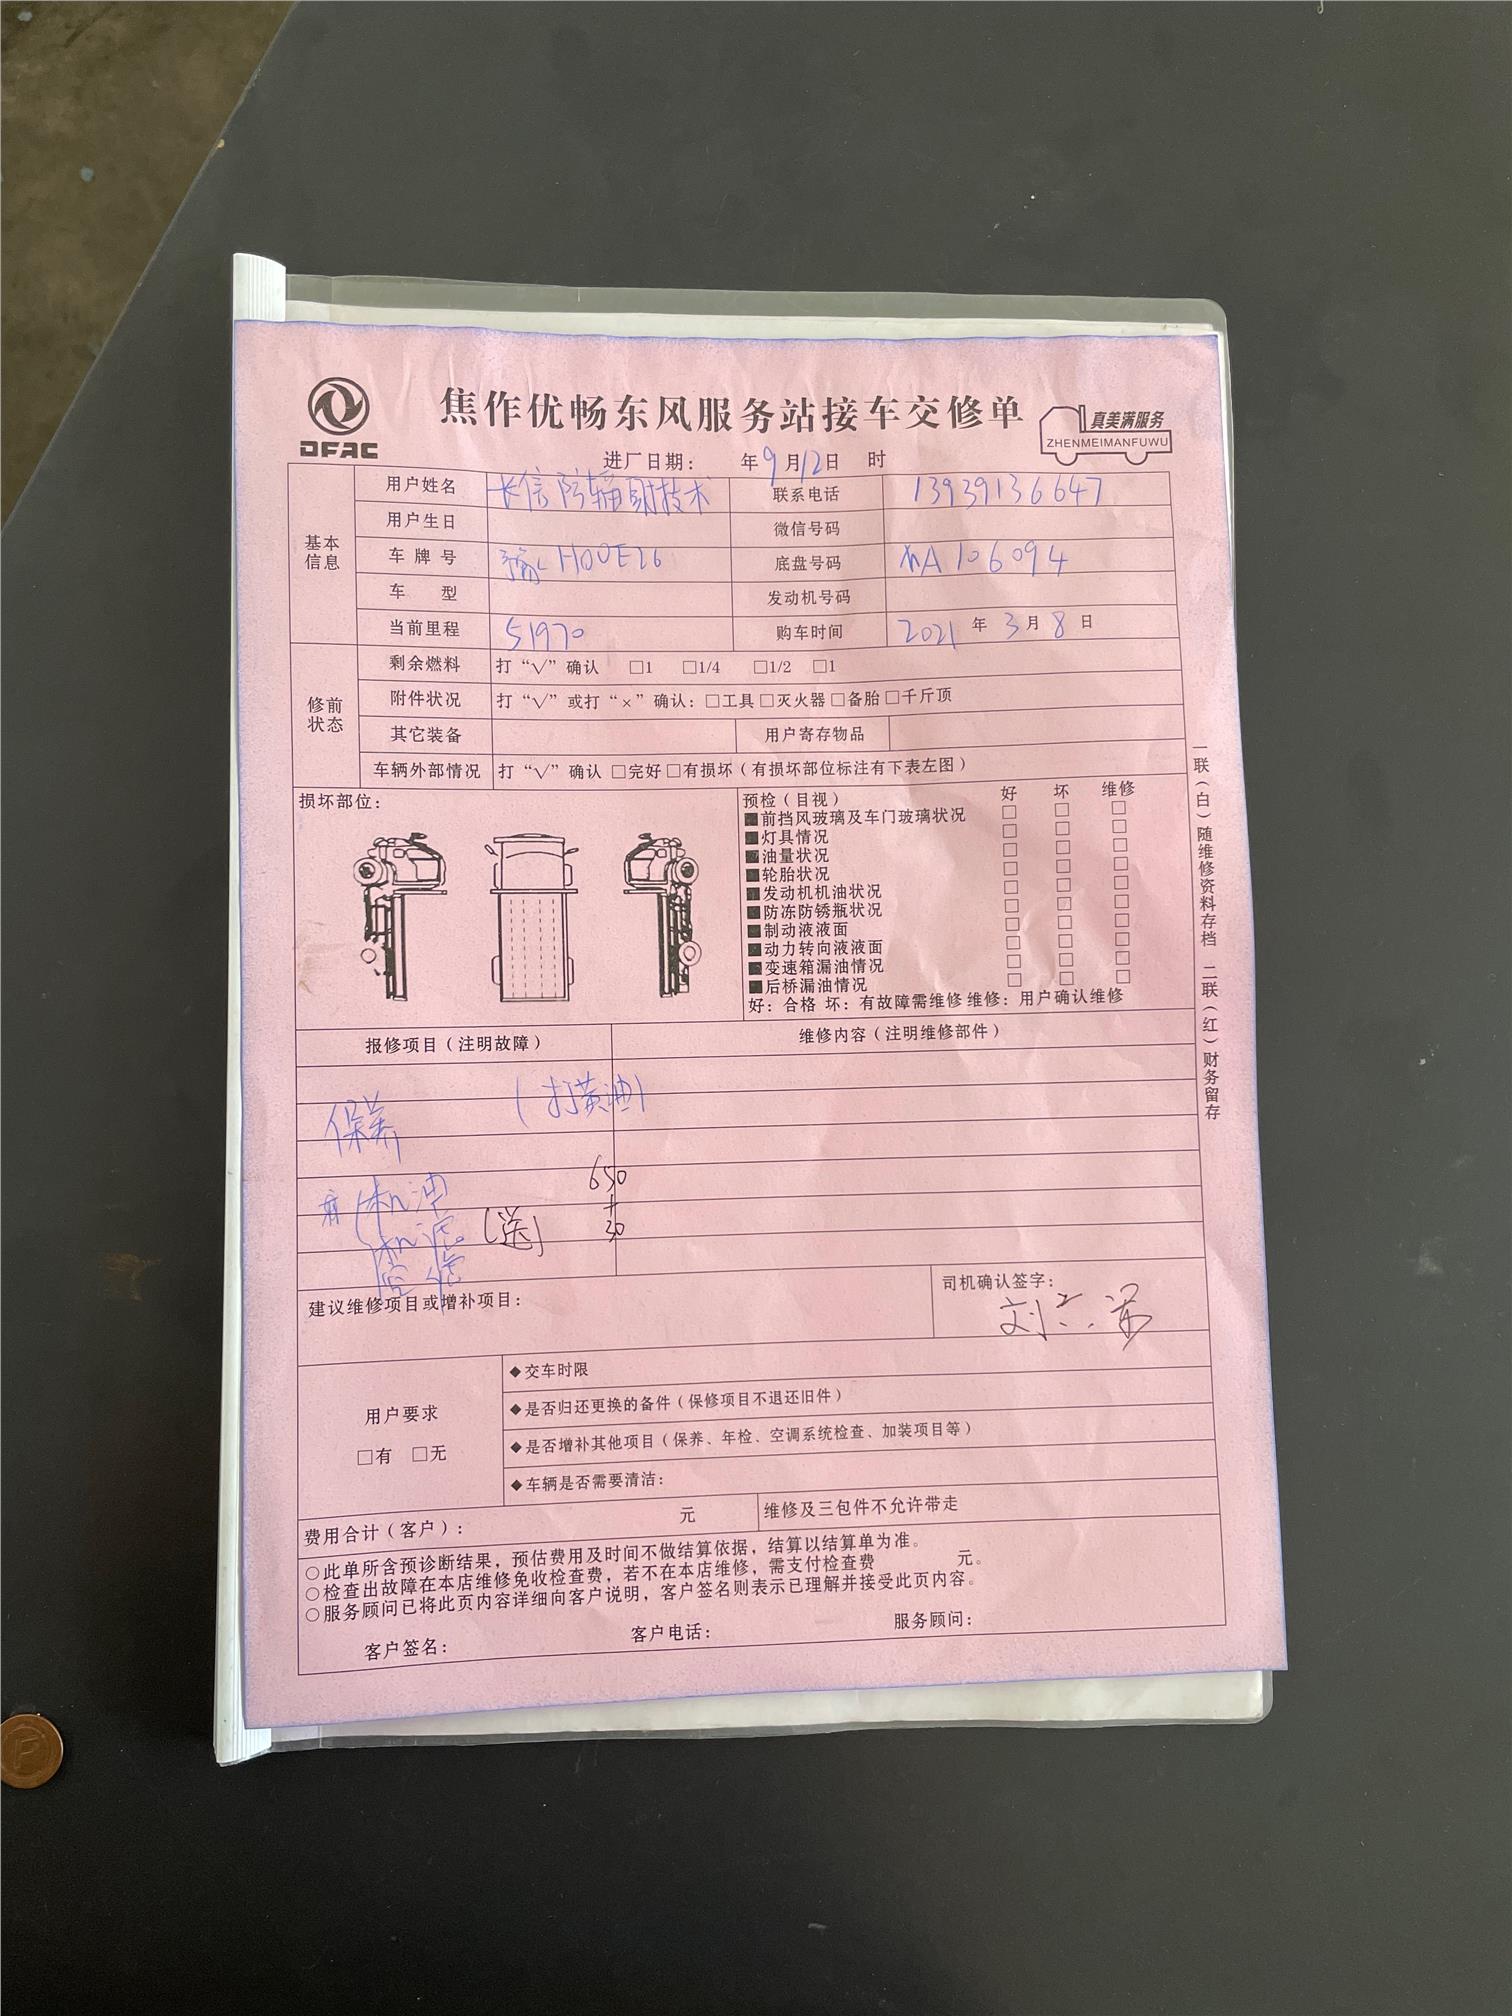 DFAC
焦作优畅东风服务站接车交修单
真美满服务
ZHENMEIMANFUWU
进厂日期： 年9月12日 时
基本信息
用户姓名 长信防辐射技术 联系电话 13939136647
用户生日 微信号码
车牌号 豫H00E26 底盘号码 A106094
车 型 发动机号码
当前里程 51970 购车时间 2021年3月8日
修前状态
剩余燃料 打“√”确认 □1 □1/4 □1/2 □1
附件状况 打“√”或打“×”确认：□工具□灭火器□备胎□千斤顶
其它装备 用户寄存物品
车辆外部情况 打“√”确认 □完好□有损坏（有损坏部位标注有下表左图）
损坏部位：
预检（目视） 好 坏 维修
■前挡风玻璃及车门玻璃状况 □ □ □
■灯具情况 □ □ □
■油量状况 □ □ □
■轮胎状况 □ □ □
■发动机机油状况 □ □ □
■防冻防锈瓶状况 □ □ □
■制动液液面 □ □ □
■动力转向液液面 □ □ □
■变速箱漏油情况 □ □ □
■后桥漏油情况 □ □ □
好：合格 坏：有故障需维修 维修：用户确认维修
报修项目（注明故障） 维修内容（注明维修部件）
保养 （打黄油）
机油 650
+
机滤 （送） 30
空滤
建议维修项目或增补项目：
司机确认签字：
刘
用户要求
□有 □无
◆交车时限
◆是否归还更换的备件（保修项目不退还旧件）
◆是否增补其他项目（保养、年检、空调系统检查、加装项目等）
◆车辆是否需要清洁：
费用合计（客户）： 元 维修及三包件不允许带走
○此单所含预诊断结果，预估费用及时间不做结算依据，结算以结算单为准。
○检查出故障在本店维修免收检查费，若不在本店维修，需支付检查费 元。
○服务顾问已将此页内容详细向客户说明，客户签名则表示已理解并接受此页内容。
客户签名： 客户电话： 服务顾问：
一联（白）随维修资料存档 二联（红）财务留存